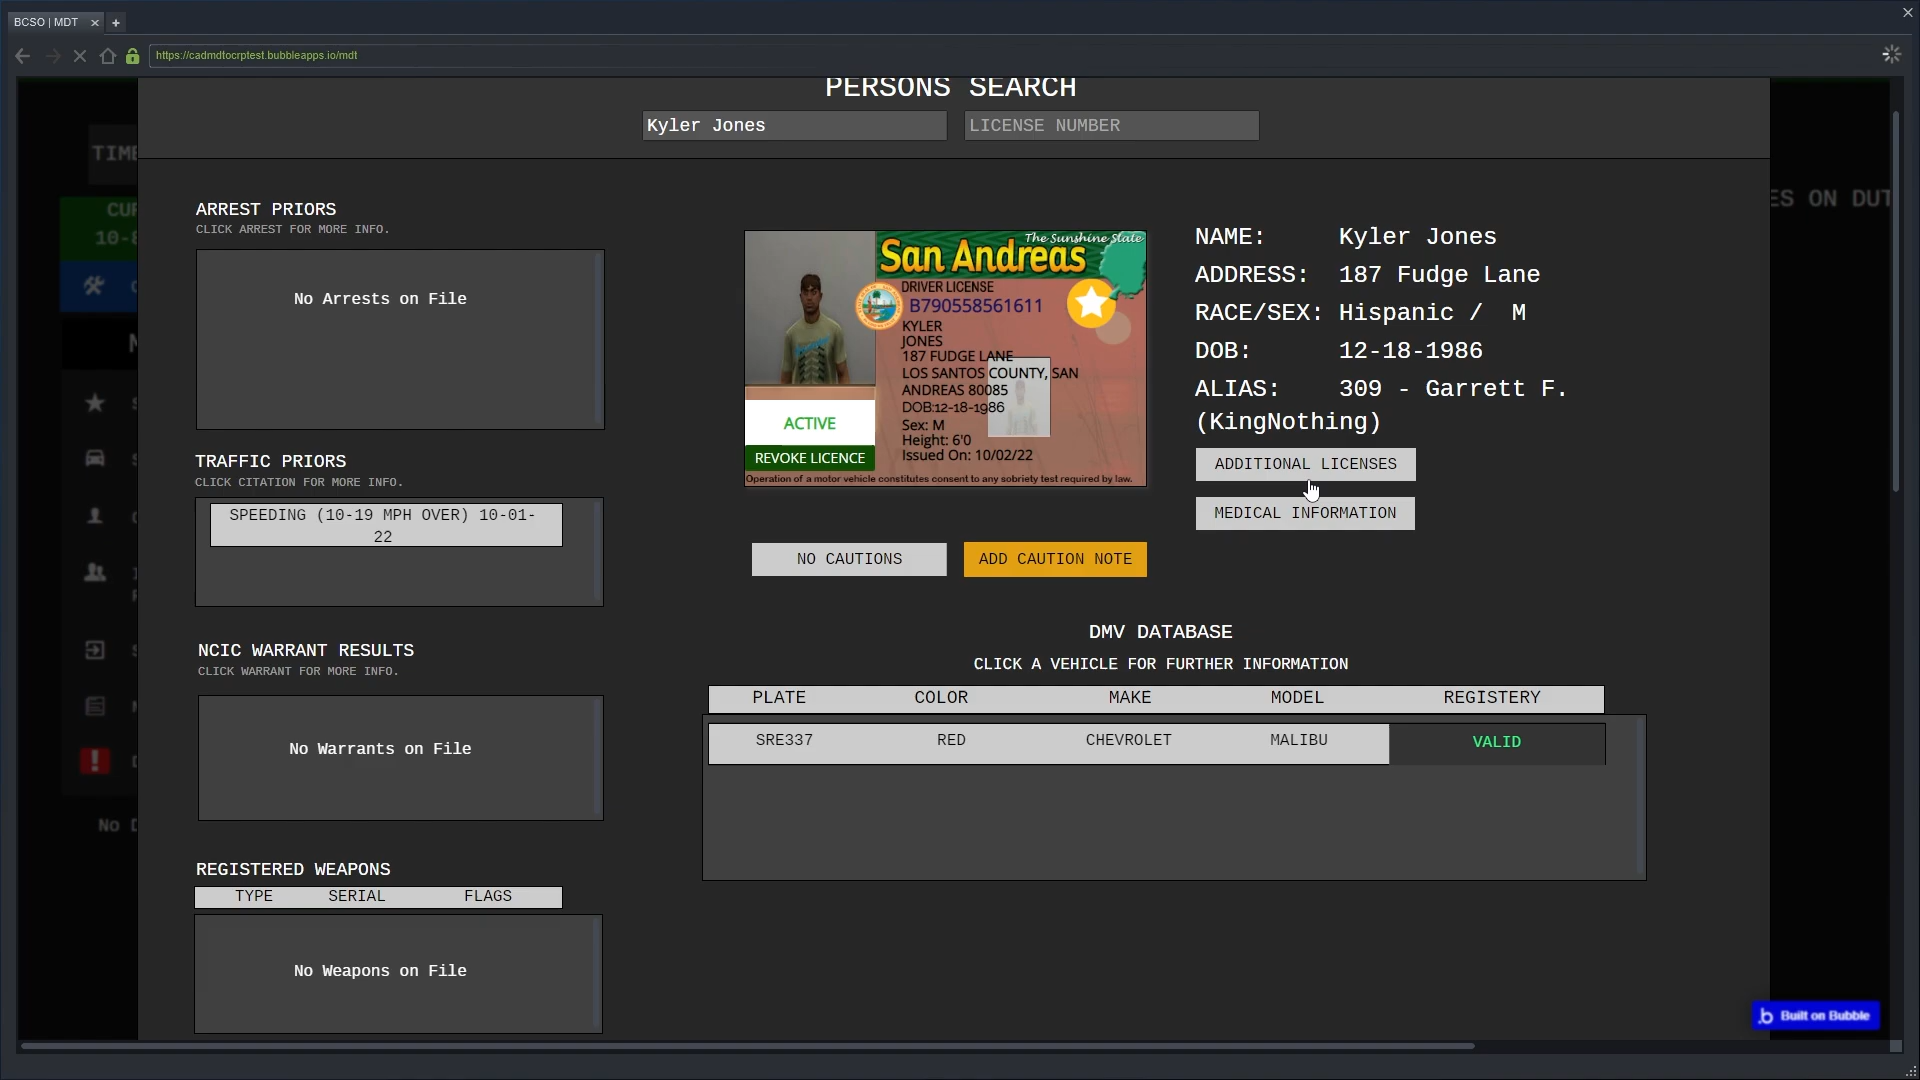 BCSO | MDT
https://cadmdtocrptest.bubbleapps.io/mdt
PERSONS SEARCH
Kyler Jones
LICENSE NUMBER
TIME
ES ON DUT
CUR
10-8
ARREST PRIORS
CLICK ARREST FOR MORE INFO.
No Arrests on File
TRAFFIC PRIORS
CLICK CITATION FOR MORE INFO.
SPEEDING (10-19 MPH OVER) 10-01-
22
NCIC WARRANT RESULTS
CLICK WARRANT FOR MORE INFO.
No Warrants on File
REGISTERED WEAPONS
TYPE SERIAL FLAGS
No Weapons on File
The Sunshine State
San Andreas
DRIVER LICENSE
B790558561611
KYLER
JONES
187 FUDGE LANE
LOS SANTOS COUNTY, SAN
ANDREAS 80085
DOB:12-18-1986
Sex: M
Height: 6'0
Issued On: 10/02/22
ACTIVE
REVOKE LICENCE
Operation of a motor vehicle constitutes consent to any sobriety test required by law.
NAME: Kyler Jones
ADDRESS: 187 Fudge Lane
RACE/SEX: Hispanic / M
DOB: 12-18-1986
ALIAS: 309 - Garrett F.
(KingNothing)
ADDITIONAL LICENSES
MEDICAL INFORMATION
NO CAUTIONS
ADD CAUTION NOTE
DMV DATABASE
CLICK A VEHICLE FOR FURTHER INFORMATION
PLATE COLOR MAKE MODEL REGISTERY
SRE337 RED CHEVROLET MALIBU VALID
No D
Built on Bubble